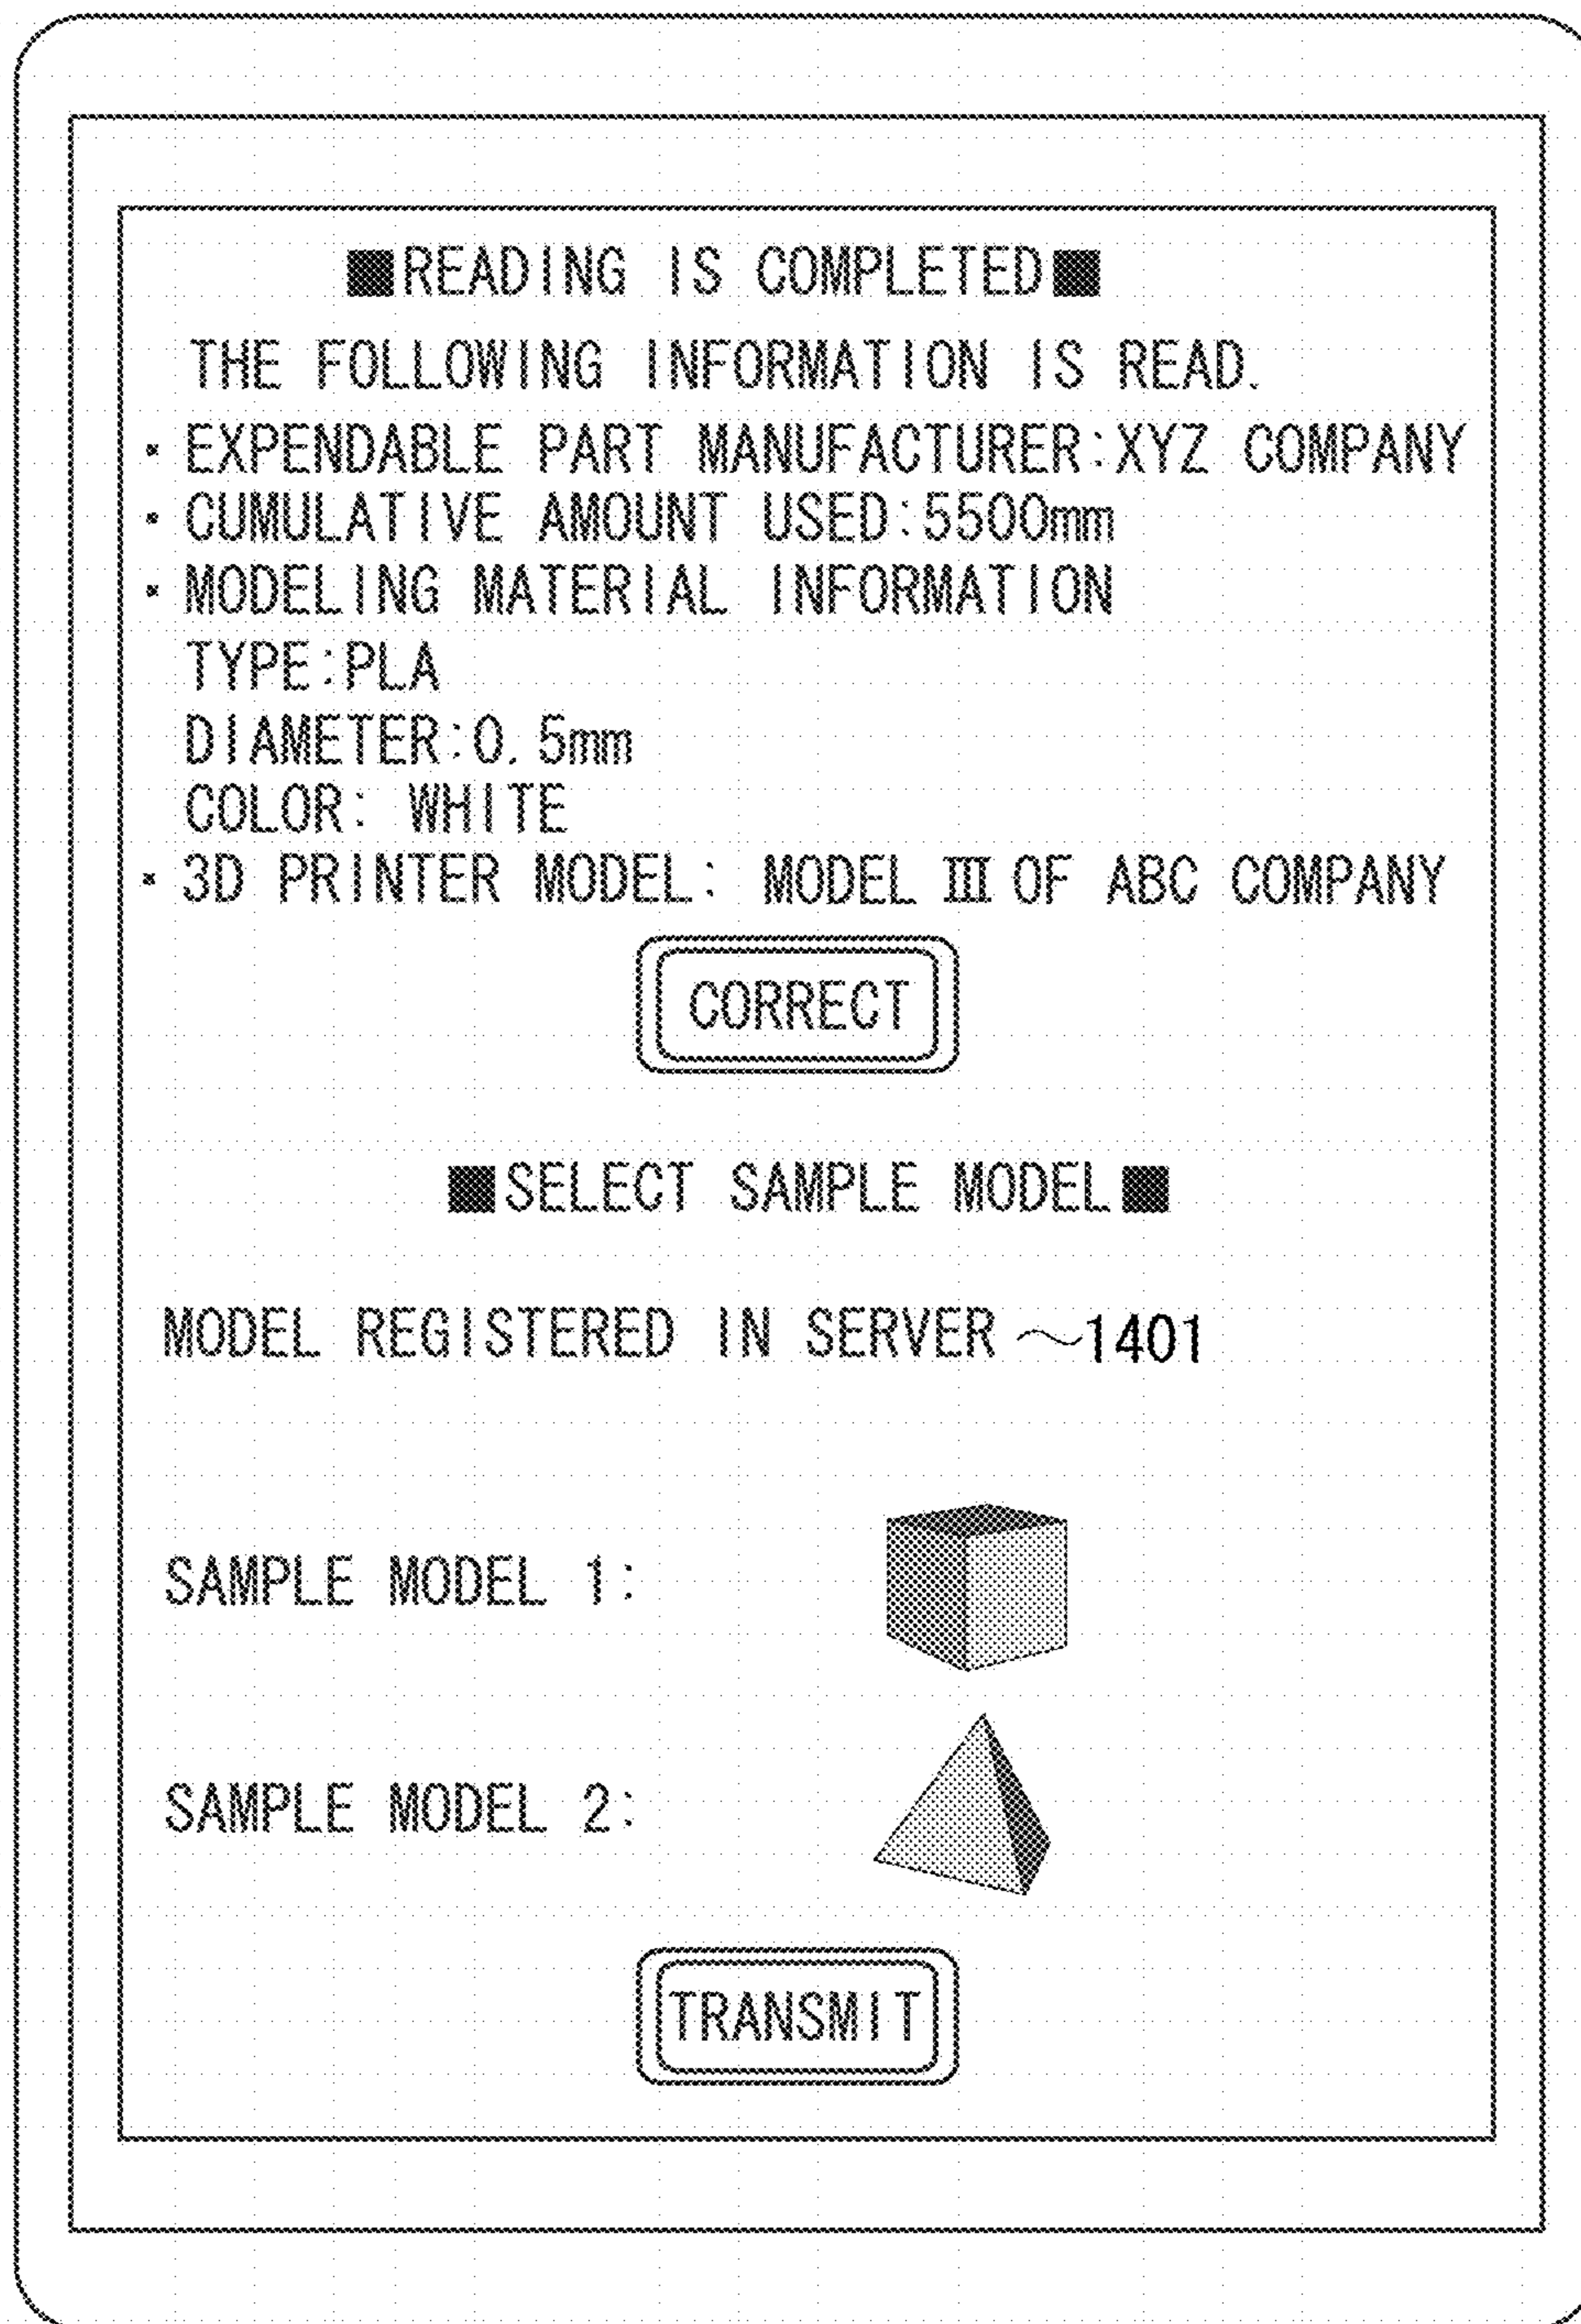 ■READING IS COMPLETED■
THE FOLLOWING INFORMATION IS READ.
・EXPENDABLE PART MANUFACTURER:XYZ COMPANY
・CUMULATIVE AMOUNT USED:5500mm
・MODELING MATERIAL INFORMATION
TYPE:PLA
DIAMETER:0.5mm
COLOR: WHITE
・3D PRINTER MODEL: MODEL Ⅲ OF ABC COMPANY
CORRECT
■SELECT SAMPLE MODEL■
MODEL REGISTERED IN SERVER ~1401
SAMPLE MODEL 1:
SAMPLE MODEL 2:
TRANSMIT